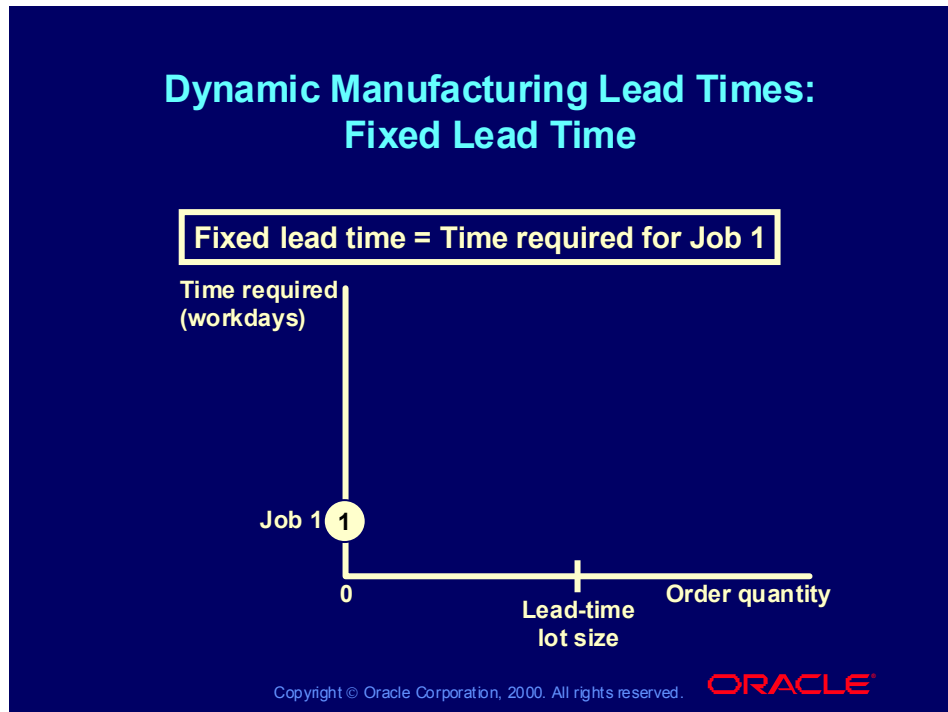 Dynamic Manufacturing Lead Times:
Fixed Lead Time
Fixed lead time = Time required for Job 1
Time required
(workdays)
Job 1 1
0
Order quantity
Lead-time
lot size
Copyright © Oracle Corporation, 2000. All rights reserved.
ORACLE®